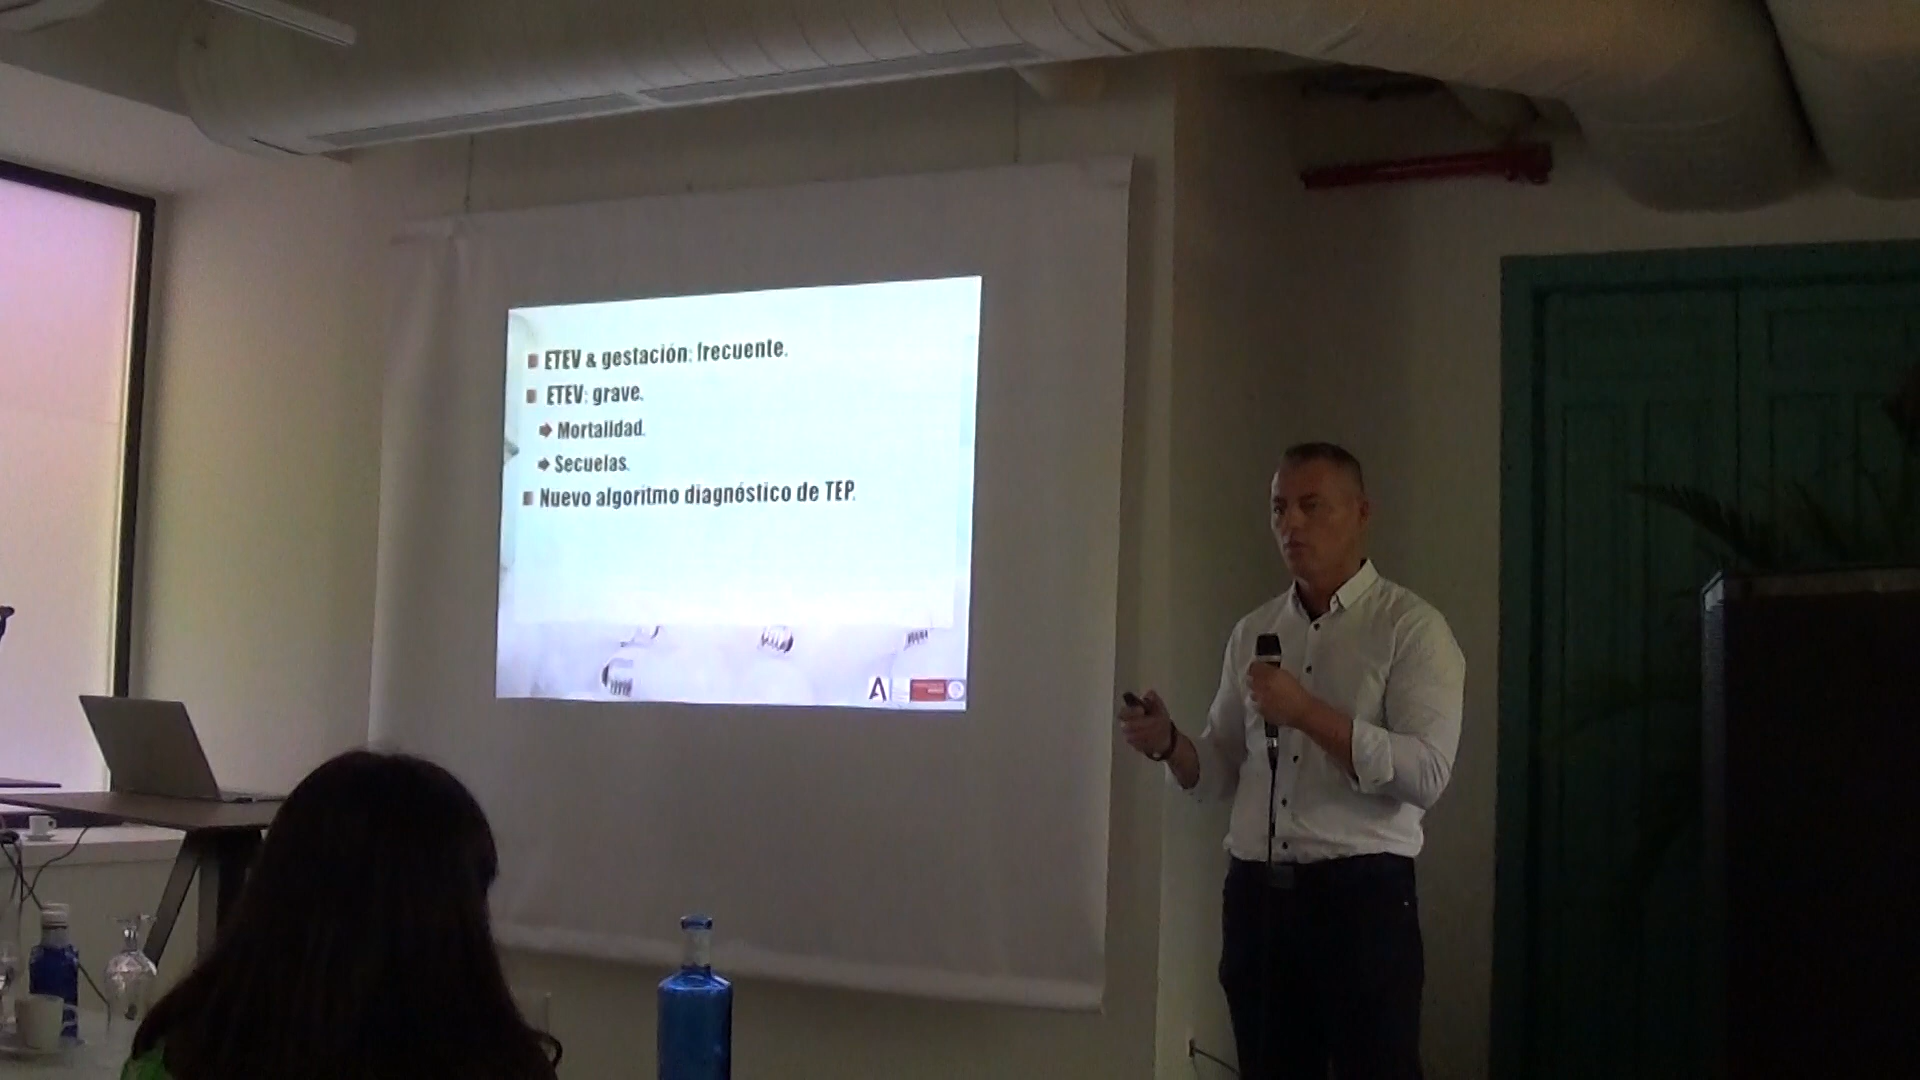 ETEV & gestación: frecuente.
ETEV: grave.
Mortalidad.
Secuelas.
Nuevo algoritmo diagnóstico de TEP.
A